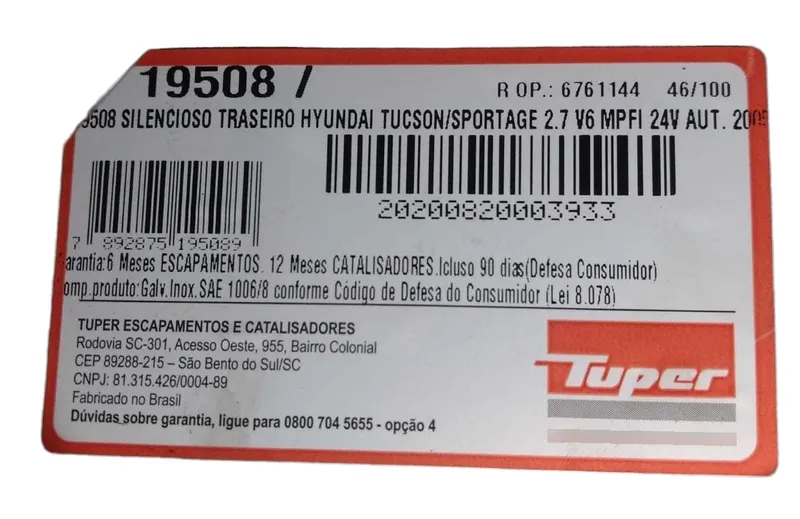 19508 /
R OP.: 6761144 46/100
9508 SILENCIOSO TRASEIRO HYUNDAI TUCSON/SPORTAGE 2.7 V6 MPFI 24V AUT. 2005
20200820003933
7 892875 195089
arantia:6 Meses ESCAPAMENTOS. 12 Meses CATALISADORES.Icluso 90 dias(Defesa Consumidor)
omp.produto:Galv.Inox.SAE 1006/8 conforme Código de Defesa do Consumidor (Lei 8.078)
TUPER ESCAPAMENTOS E CATALISADORES
Rodovia SC-301, Acesso Oeste, 955, Bairro Colonial
CEP 89288-215 – São Bento do Sul/SC
CNPJ: 81.315.426/0004-89
Fabricado no Brasil
Dúvidas sobre garantia, ligue para 0800 704 5655 - opção 4
Tuper